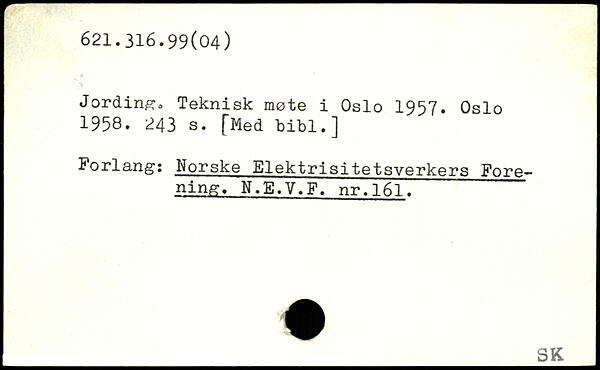 621.316.99(04)
Jording. Teknisk møte i Oslo 1957. Oslo
1958. 243 s. [Med bibl.]
Forlang: Norske Elektrisitetsverkers Fore-
ning. N.E.V.F. nr.161.
SK